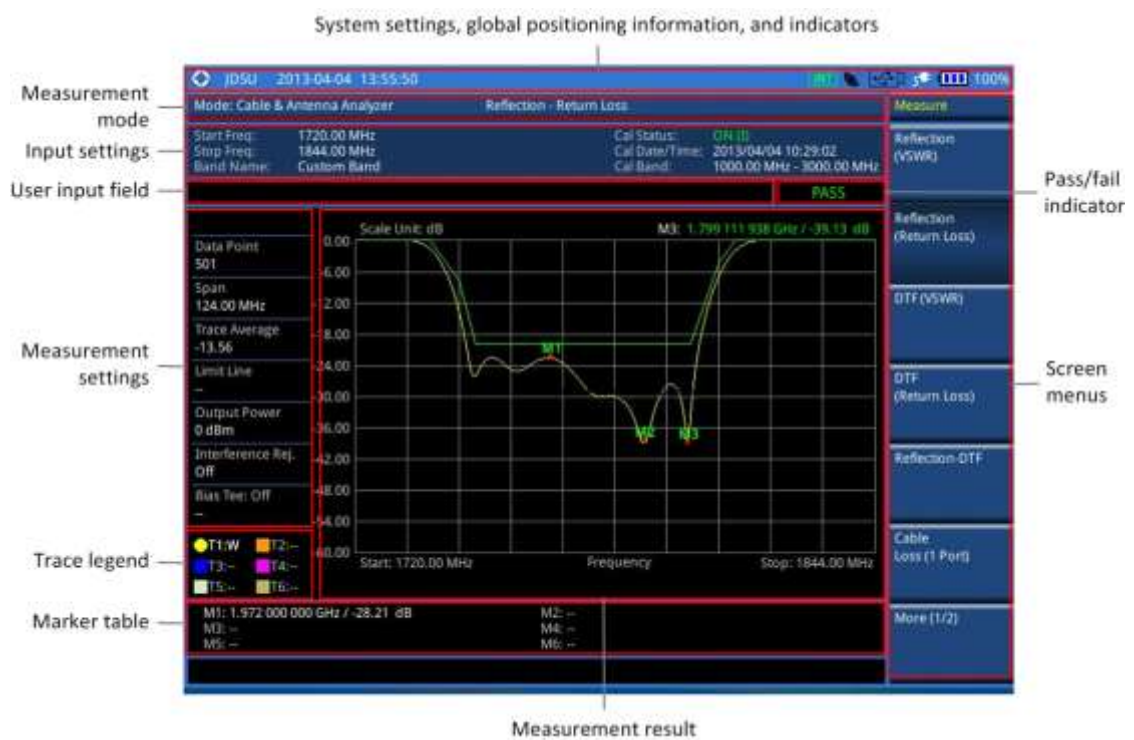 System settings, global positioning information, and indicators
JDSU 2013-04-04 13:55:50
INT 100%
Measurement mode
Mode: Cable & Antenna Analyzer Reflection - Return Loss
Measure
Input settings
Start Freq: 1720.00 MHz Cal Status: ON (I)
Stop Freq: 1844.00 MHz Cal Date/Time: 2013/04/04 10:29:02
Band Name: Custom Band Cal Band: 1000.00 MHz - 3000.00 MHz
Reflection
(VSWR)
User input field
PASS
Pass/fail
indicator
Scale Unit: dB M3: 1.799 111 938 GHz / -39.13 dB
Reflection
(Return Loss)
Data Point
501
Span
124.00 MHz
Trace Average
-13.56
Limit Line
--
Output Power
0 dBm
Interference Rej.
Off
Bias Tee: Off
--
Measurement
settings
0.00
-6.00
-12.00
-18.00
-24.00
-30.00
-36.00
-42.00
-48.00
-54.00
-60.00
M1
M2 M3
DTF (VSWR)
DTF
(Return Loss)
Screen
menus
Reflection-DTF
Cable
Loss (1 Port)
More (1/2)
Trace legend
T1:W T2:--
T3:-- T4:--
T5:-- T6:--
Start: 1720.00 MHz Frequency Stop: 1844.00 MHz
Marker table
M1: 1.972 000 000 GHz / -28.21 dB M2: --
M3: -- M4: --
M5: -- M6: --
Measurement result